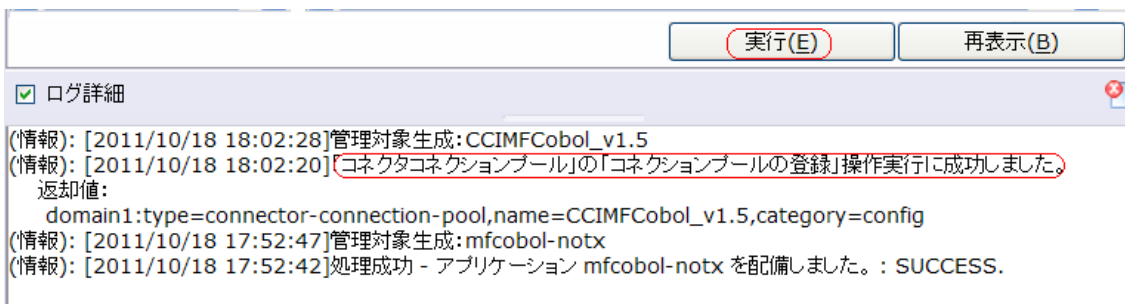 実行(E)
再表示(B)
ログ詳細
(情報): [2011/10/18 18:02:28]管理対象生成:CCIMFCobol_v1.5
(情報): [2011/10/18 18:02:20]「コネクタコネクションプール」の「コネクションプールの登録」操作実行に成功しました。
返却値:
domain1:type=connector-connection-pool,name=CCIMFCobol_v1.5,category=config
(情報): [2011/10/18 17:52:47]管理対象生成:mfcobol-notx
(情報): [2011/10/18 17:52:42]処理成功 - アプリケーション mfcobol-notx を配備しました。: SUCCESS.